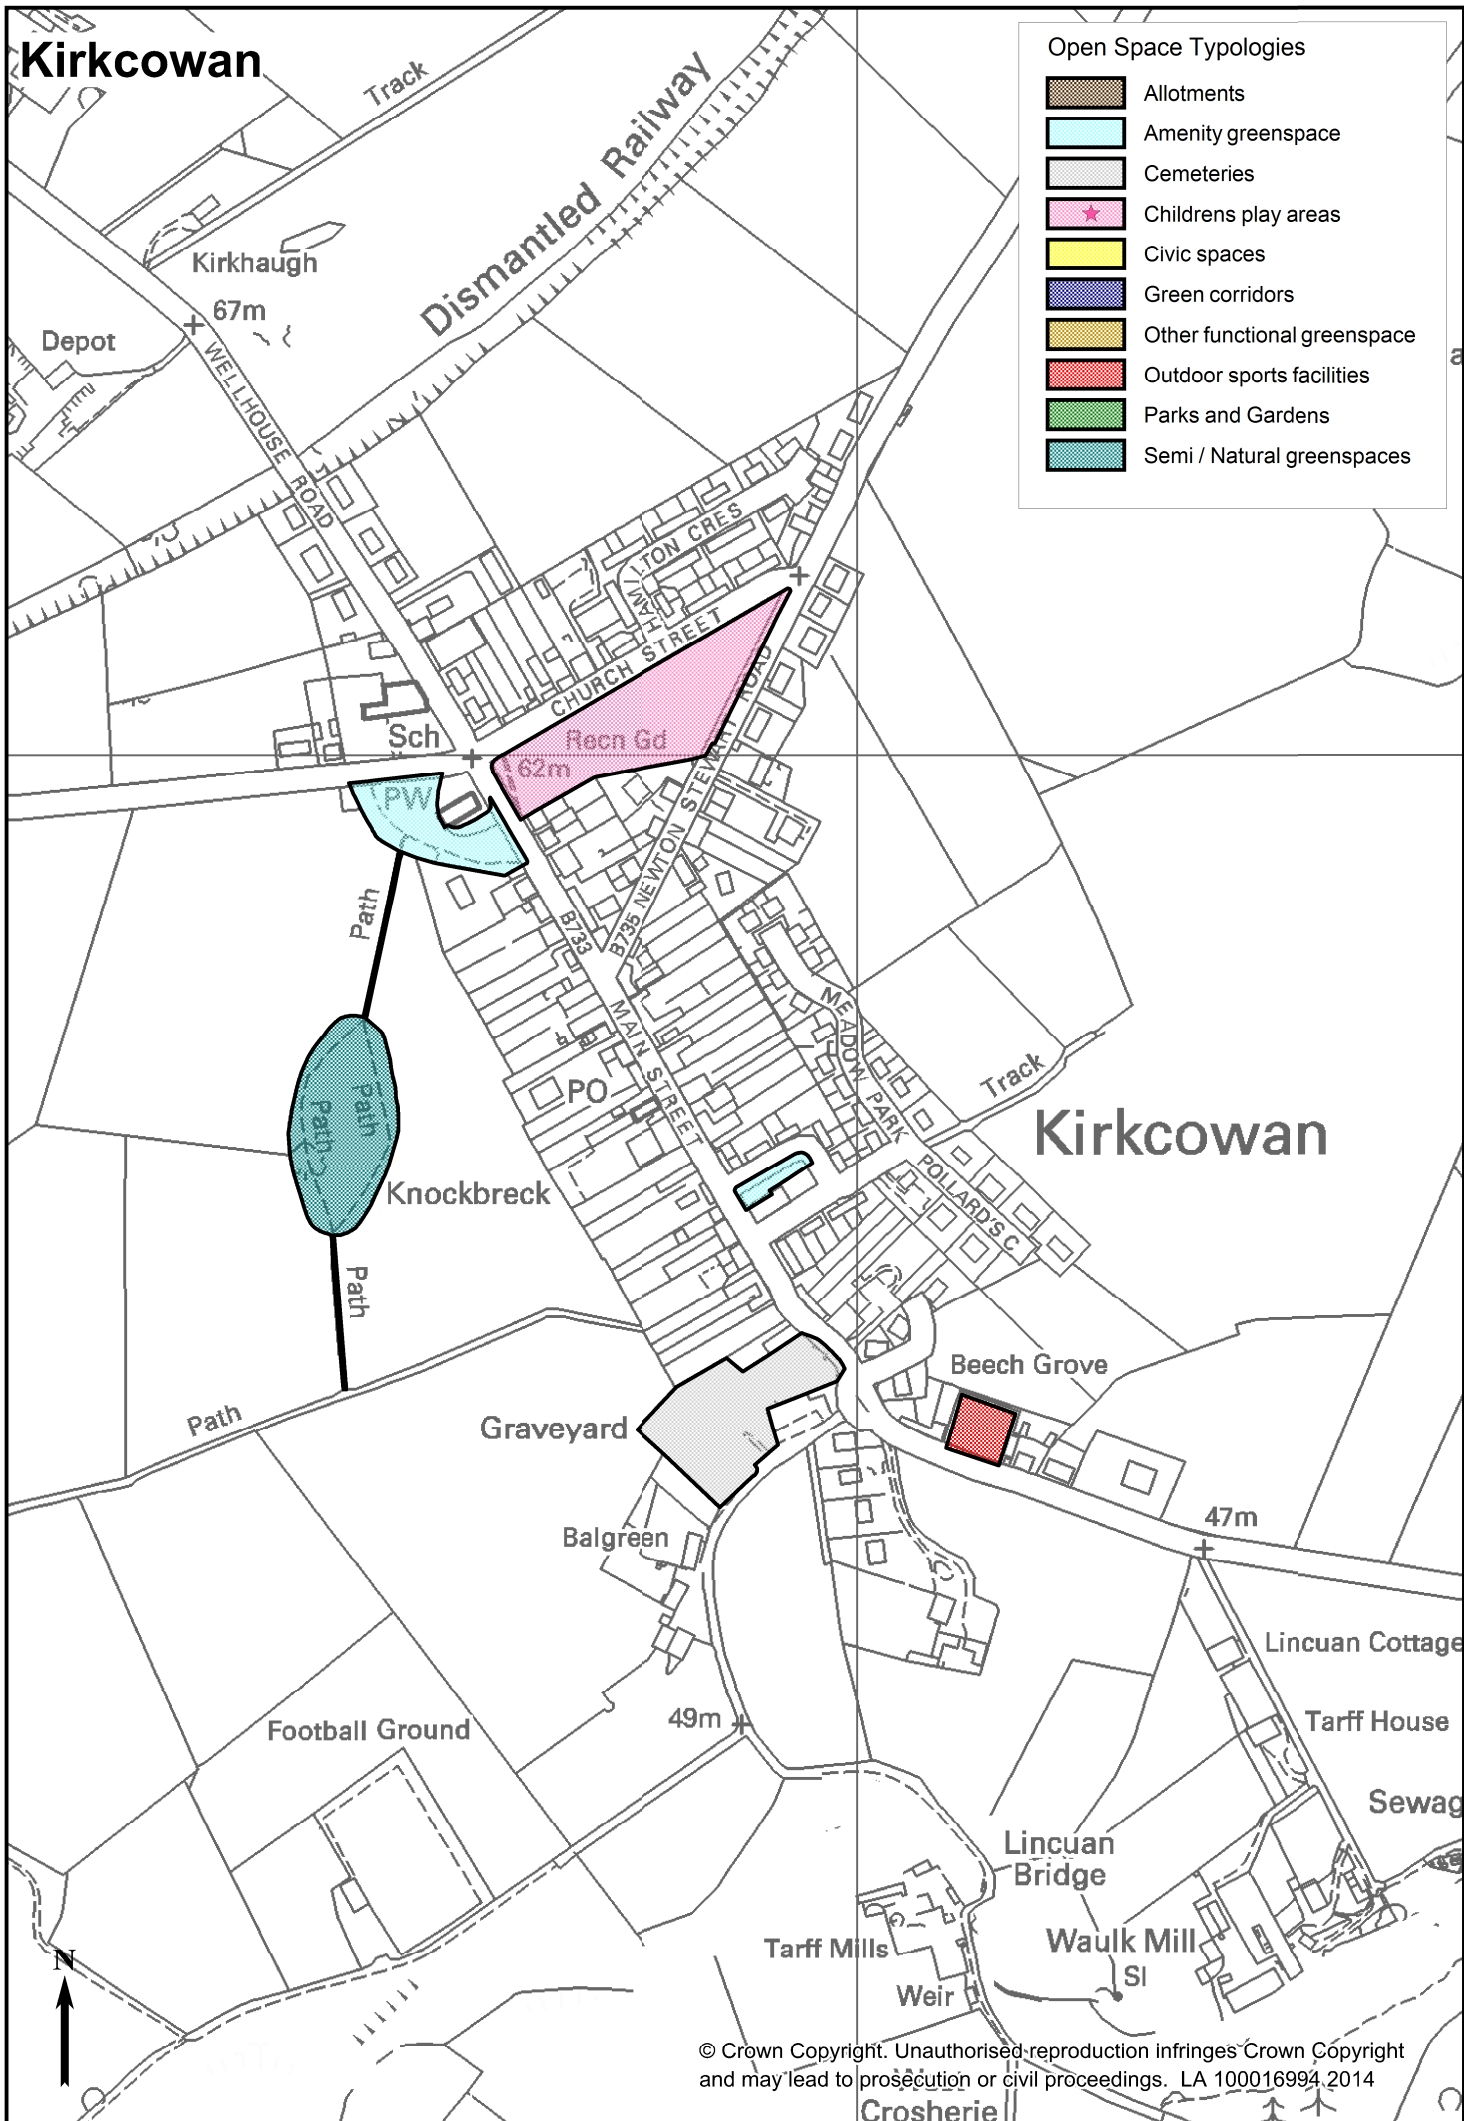 Kirkcowan
Open Space Typologies
Allotments
Amenity greenspace
Cemeteries
Childrens play areas
Civic spaces
Green corridors
Other functional greenspace
Outdoor sports facilities
Parks and Gardens
Semi / Natural greenspaces
Track
Dismantled Railway
Kirkhaugh
67m
Depot
WELLHOUSE ROAD
HAMILTON CRES
CHURCH STREET
Recn Gd
Sch
62m
PW
B735 NEWTON STEWART ROAD
B733
Path
MAIN STREET
MEADOW PARK
Track
PO
Kirkcowan
Path
Path
POLLARD'S C
Knockbreck
Path
Beech Grove
Path
Graveyard
47m
Balgreen
Lincuan Cottage
49m
Tarff House
Football Ground
Sewag
Lincuan
Bridge
Tarff Mills
Waulk Mill
Sl
Weir
N
© Crown Copyright. Unauthorised reproduction infringes Crown Copyright
and may lead to prosecution or civil proceedings. LA 100016994 2014
Crosherie